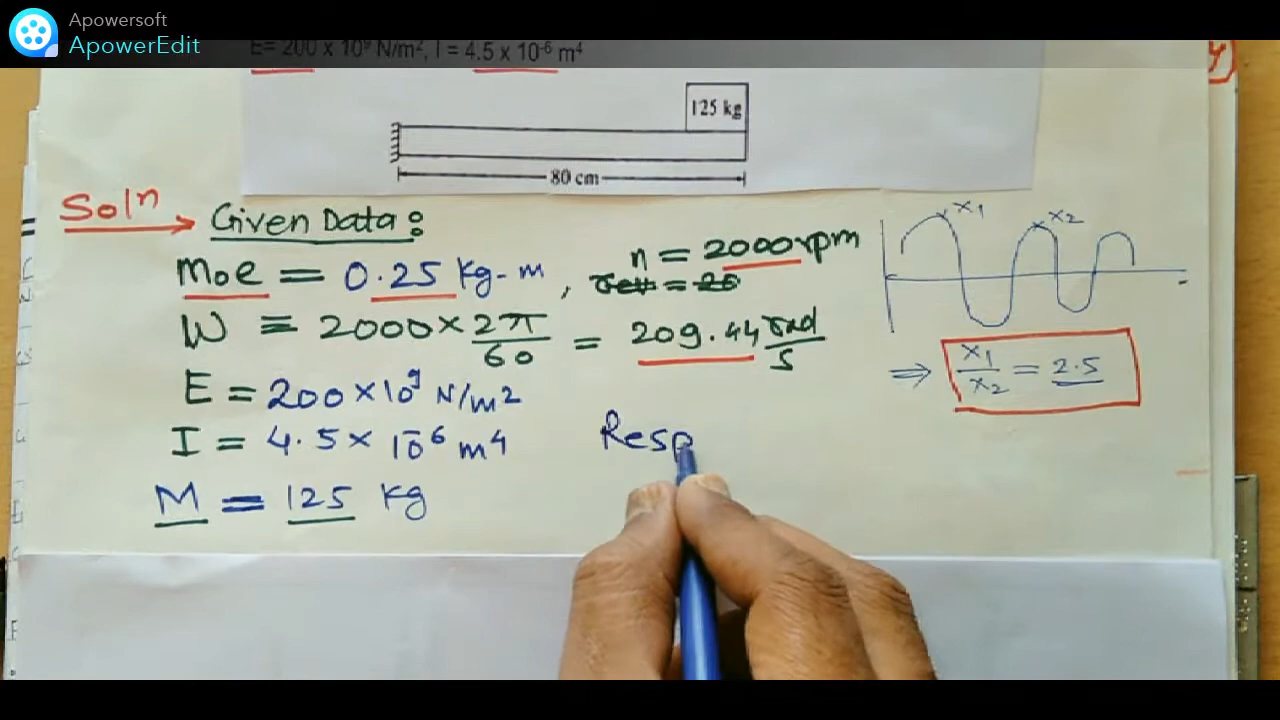 Apowersoft
ApowerEdit
E= 200 x 10⁹ N/m², I = 4.5 x 10⁻⁶ m⁴
125 kg
80 cm
Solⁿ
Given Data:
m₀e = 0.25 kg-m, n = 2000 rpm
W = 2000 × 2π/60 = 209.44 rad/s
E = 200 × 10⁹ N/m²
I = 4.5 × 10⁻⁶ m⁴
M = 125 kg
x₁ x₂
⇒ x₁/x₂ = 2.5
Resp